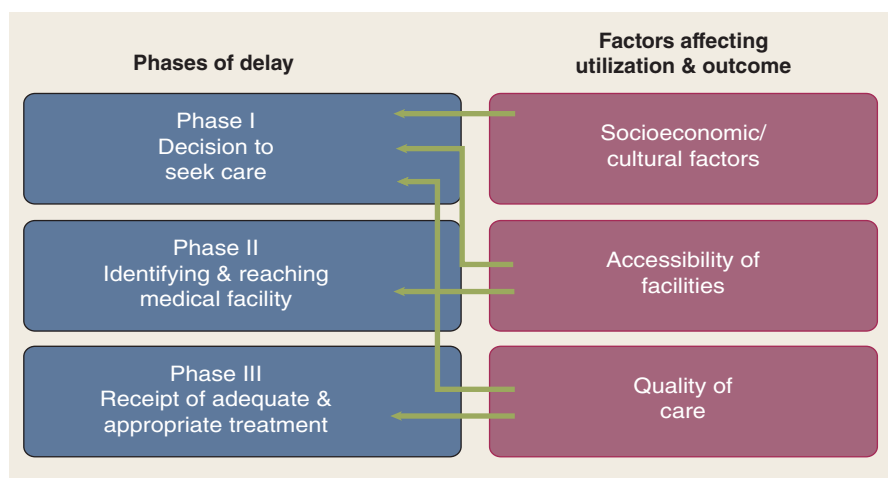 Phases of delay
Factors affecting
utilization & outcome
Phase I
Decision to
seek care
Socioeconomic/
cultural factors
Phase II
Identifying & reaching
medical facility
Accessibility of
facilities
Phase III
Receipt of adequate &
appropriate treatment
Quality of
care